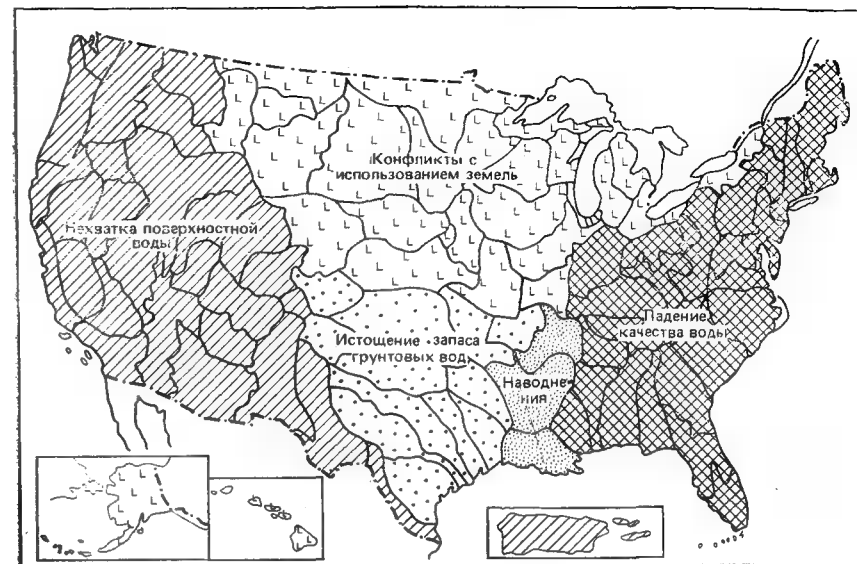 Конфликты с
использованием земель
Нехватка поверхностной
воды
Истощение запаса
грунтовых вод
Наводне-
ния
Падение
качества воды